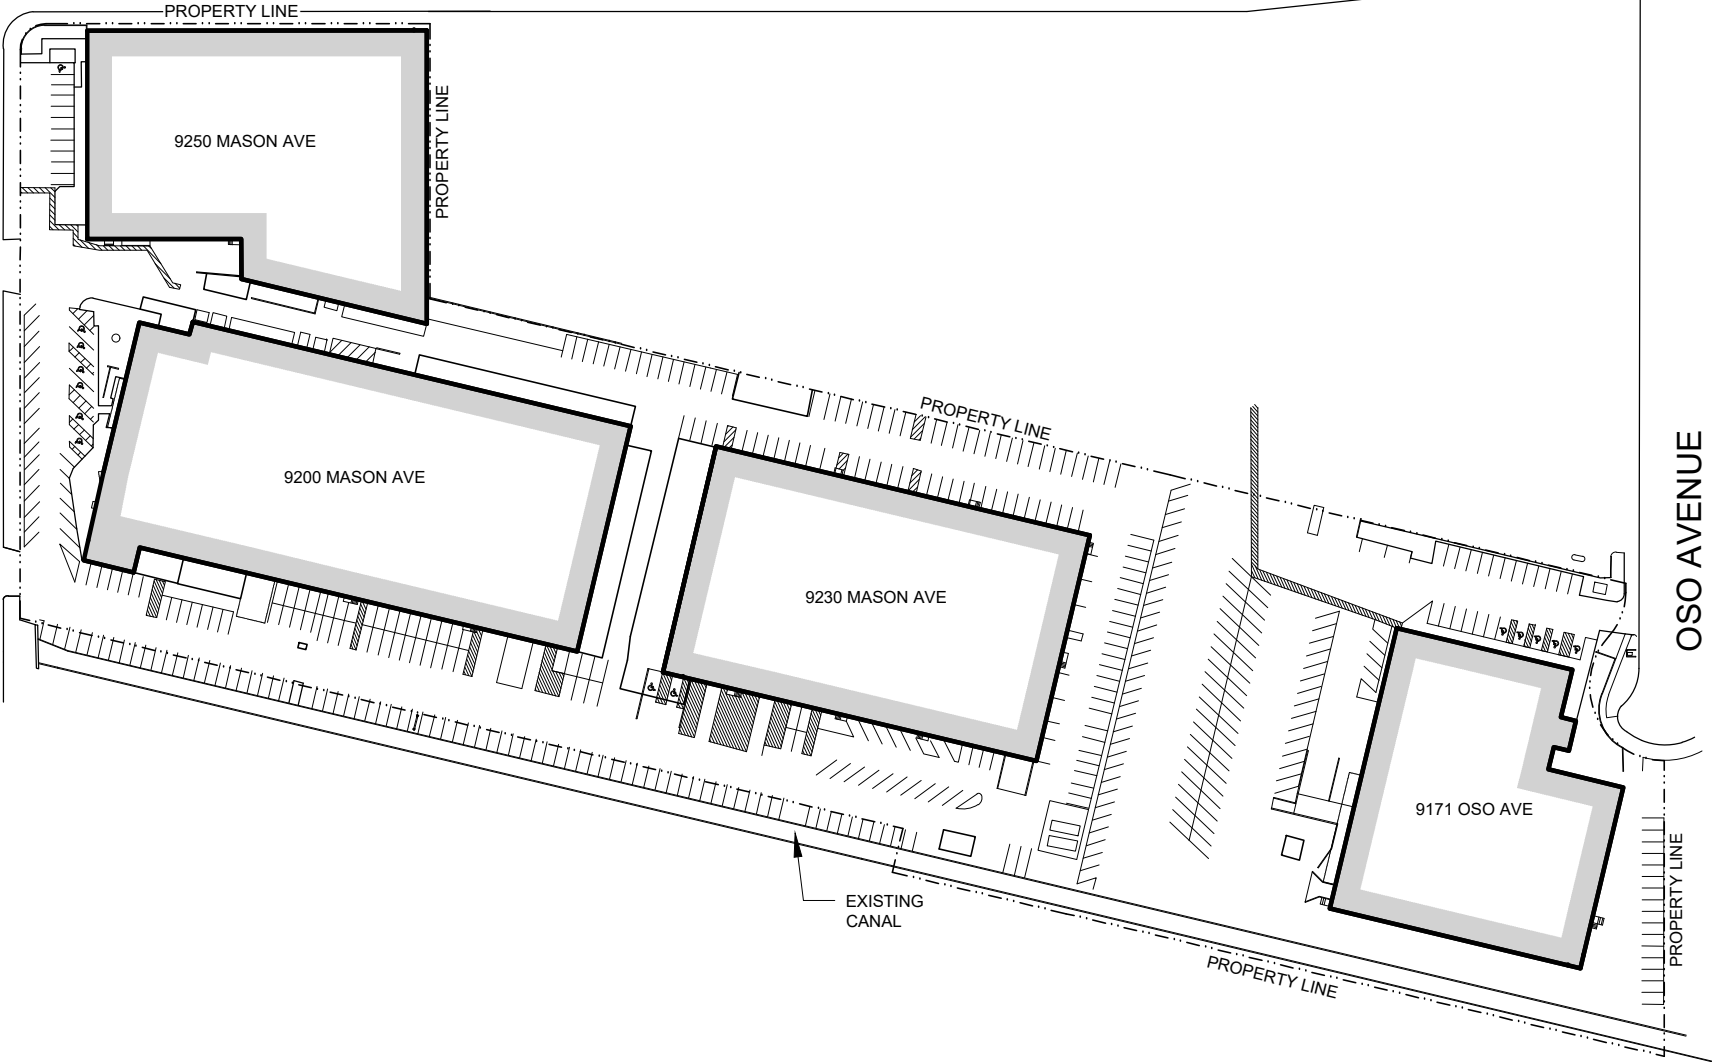 PROPERTY LINE
PROPERTY LINE
9250 MASON AVE
PROPERTY LINE
9200 MASON AVE
9230 MASON AVE
OSO AVENUE
9171 OSO AVE
PROPERTY LINE
EXISTING
CANAL
PROPERTY LINE